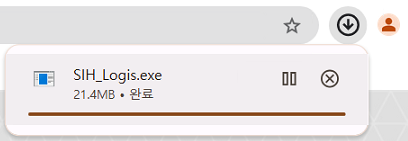 SIH_Logis.exe
21.4MB • 완료